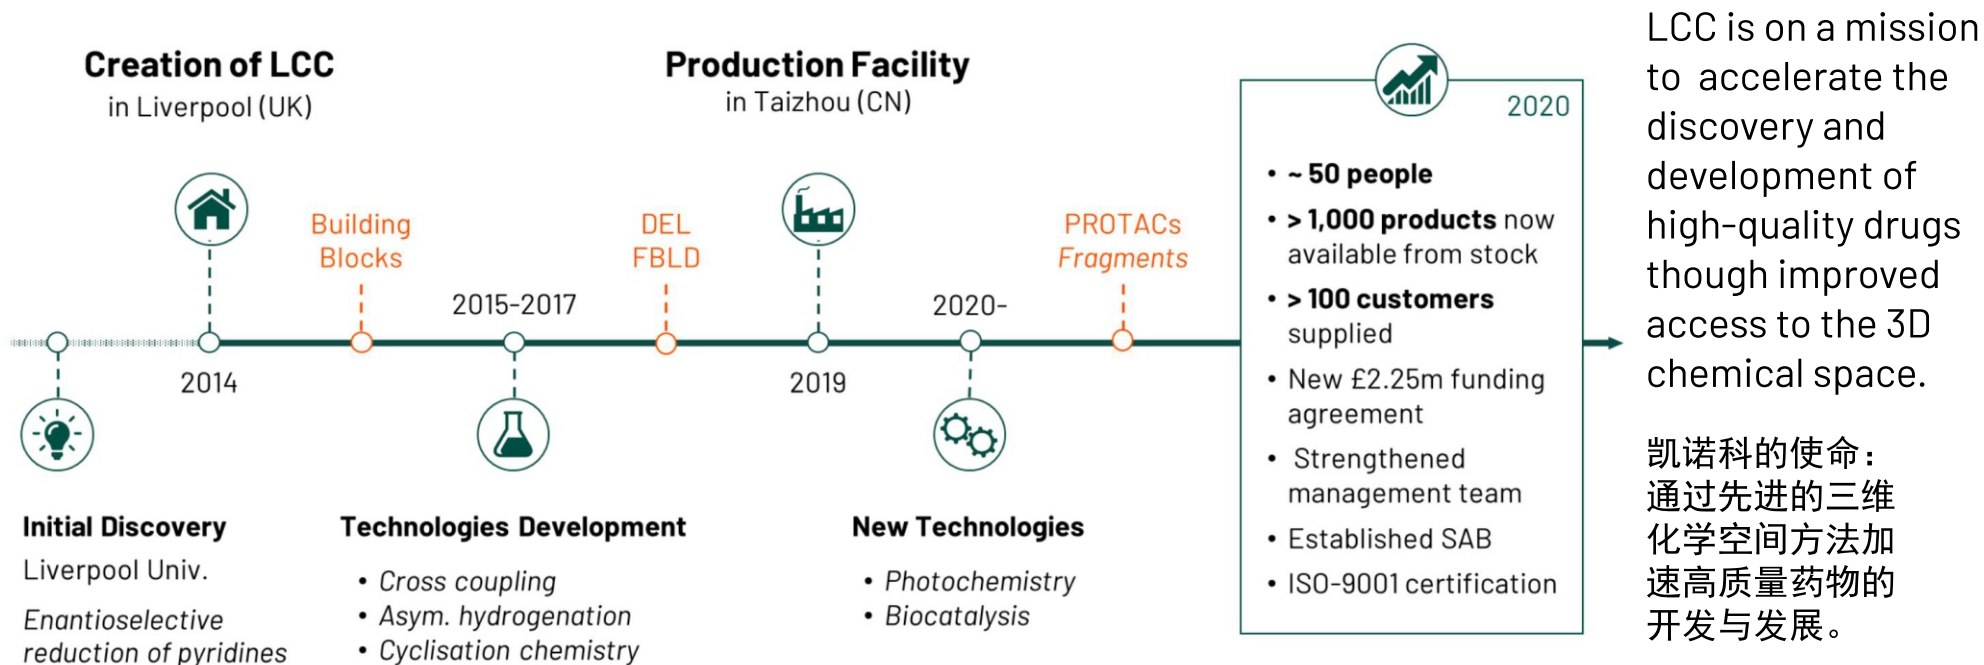 Creation of LCC
in Liverpool (UK)
Production Facility
in Taizhou (CN)
Building
Blocks
DEL
FBLD
PROTACs
Fragments
2014
2015-2017
2019
2020-
Initial Discovery
Liverpool Univ.
Enantioselective
reduction of pyridines
Technologies Development
• Cross coupling
• Asym. hydrogenation
• Cyclisation chemistry
New Technologies
• Photochemistry
• Biocatalysis
2020
• ~ 50 people
• > 1,000 products now
available from stock
• > 100 customers
supplied
• New £2.25m funding
agreement
• Strengthened
management team
• Established SAB
• ISO-9001 certification
LCC is on a mission
to accelerate the
discovery and
development of
high-quality drugs
though improved
access to the 3D
chemical space.
凯诺科的使命：
通过先进的三维
化学空间方法加
速高质量药物的
开发与发展。